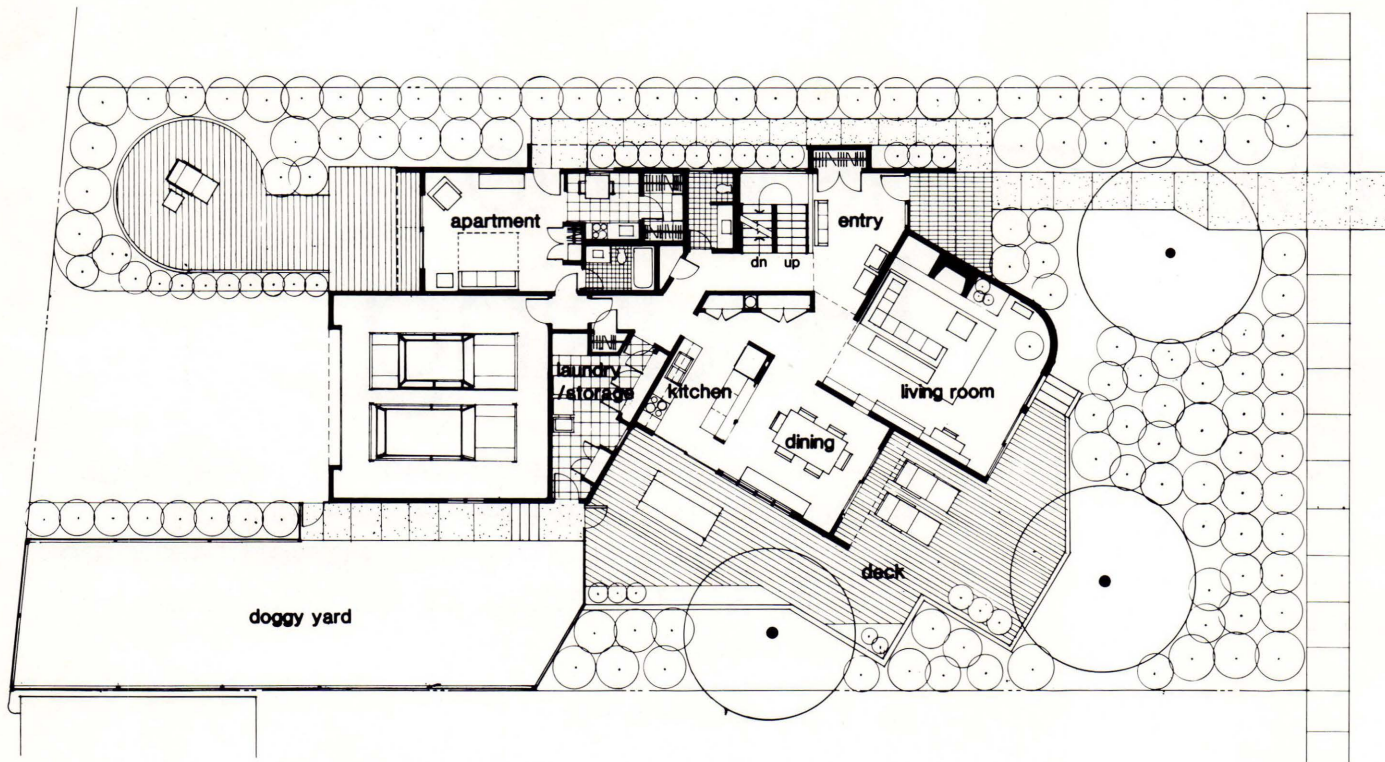 apartment
entry
dn up
laundry
/storage
kitchen
living room
dining
deck
doggy yard